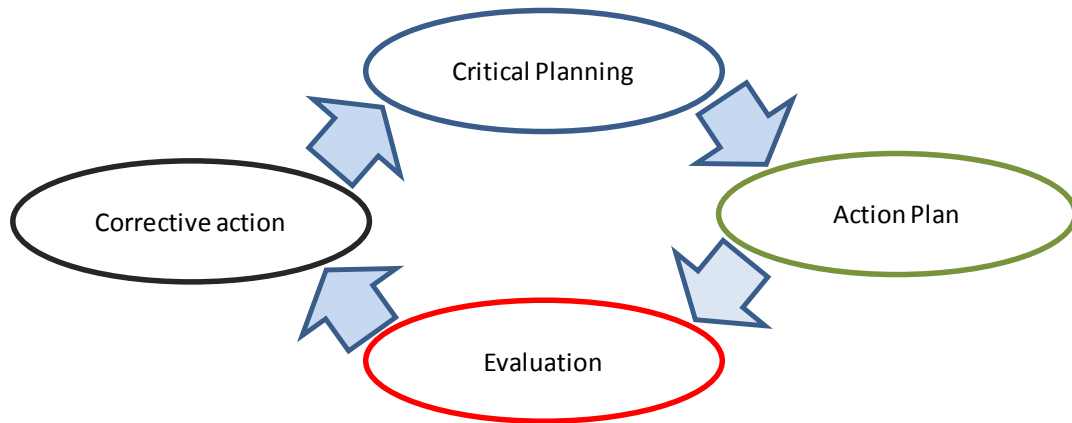 Critical Planning
Corrective action
Action Plan
Evaluation